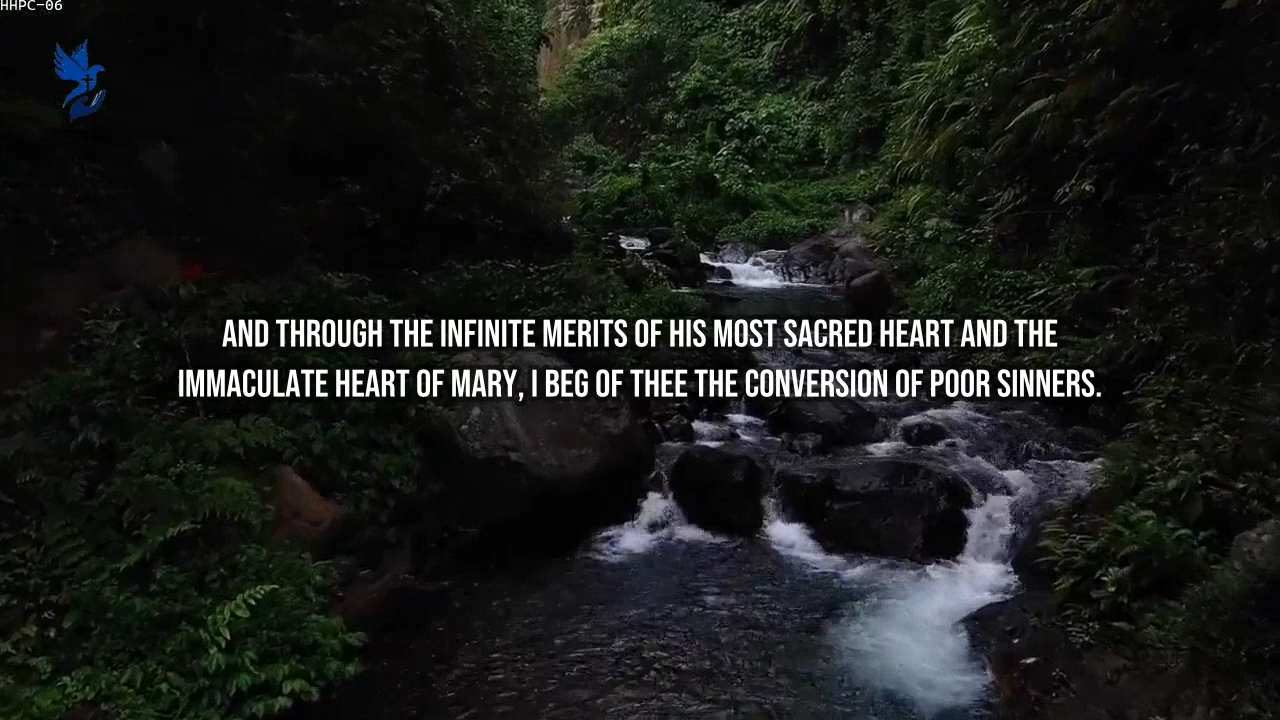 HHPC-06
AND THROUGH THE INFINITE MERITS OF HIS MOST SACRED HEART AND THE
IMMACULATE HEART OF MARY, I BEG OF THEE THE CONVERSION OF POOR SINNERS.